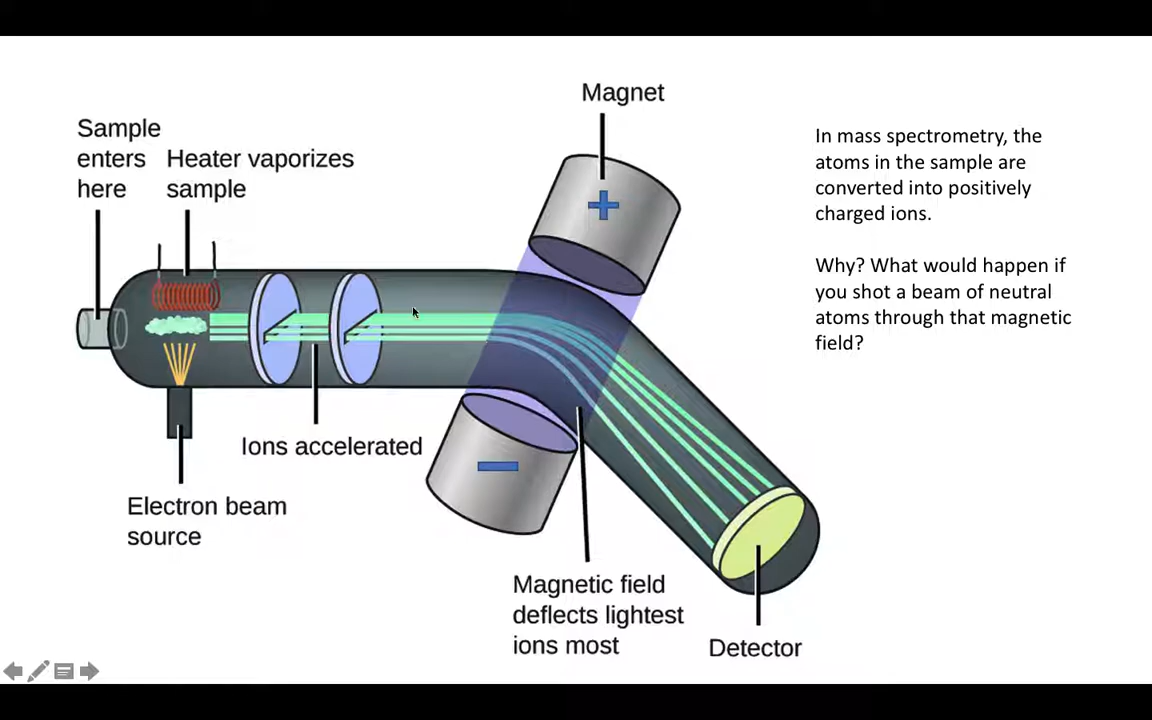 Magnet
Sample
enters
here
Heater vaporizes
sample
In mass spectrometry, the
atoms in the sample are
converted into positively
charged ions.
Why? What would happen if
you shot a beam of neutral
atoms through that magnetic
field?
+
−
Ions accelerated
Electron beam
source
Magnetic field
deflects lightest
ions most
Detector